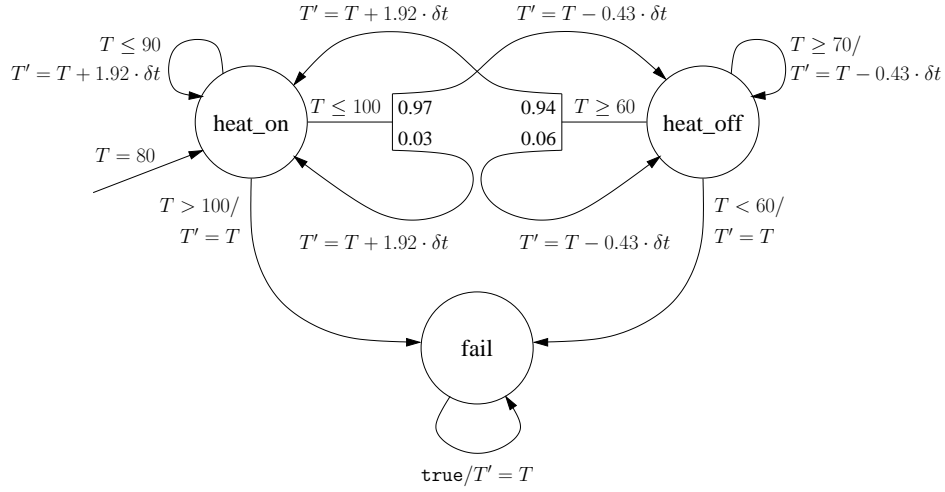 T′ = T + 1.92 · δt
T′ = T − 0.43 · δt
T ≤ 90
T′ = T + 1.92 · δt
T ≥ 70/
T′ = T − 0.43 · δt
heat_on
T ≤ 100
0.97
0.03
0.94
0.06
T ≥ 60
heat_off
T = 80
T > 100/
T′ = T
T′ = T + 1.92 · δt
T′ = T − 0.43 · δt
T < 60/
T′ = T
fail
true/T′ = T